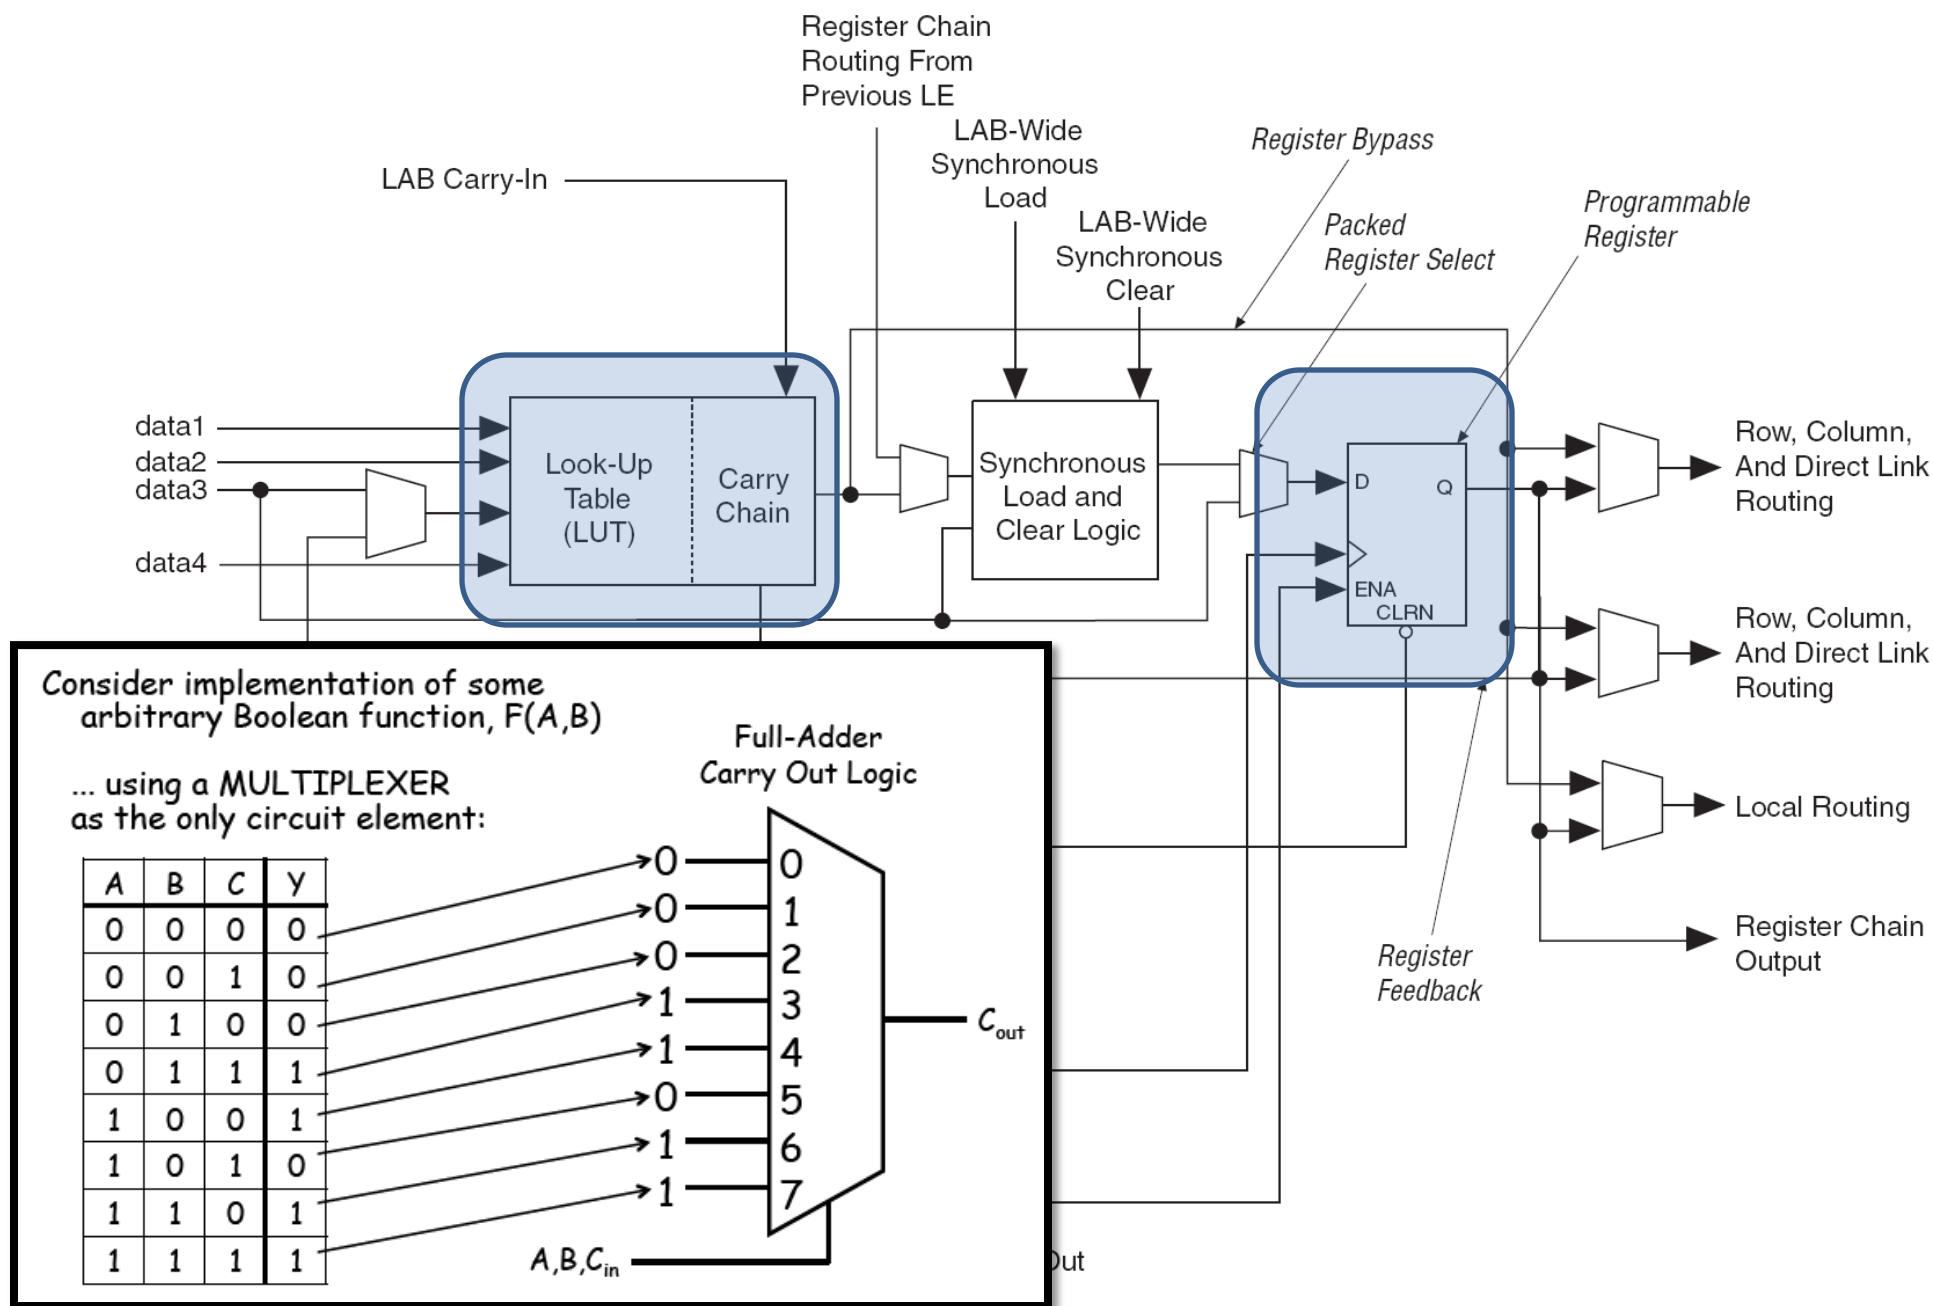 Register Chain
Routing From
Previous LE
LAB-Wide
Synchronous
Load
LAB Carry-In
LAB-Wide
Synchronous
Clear
Register Bypass
Packed
Register Select
Programmable
Register
data1
data2
data3
data4
Look-Up
Table
(LUT)
Carry
Chain
Synchronous
Load and
Clear Logic
D
Q
ENA
CLRN
Row, Column,
And Direct Link
Routing
Row, Column,
And Direct Link
Routing
Local Routing
Register Chain
Output
Register
Feedback
Consider implementation of some
arbitrary Boolean function, F(A,B)
... using a MULTIPLEXER
as the only circuit element:
Full-Adder
Carry Out Logic
A B C Y
0 0 0 0
0 0 1 0
0 1 0 0
0 1 1 1
1 0 0 1
1 0 1 0
1 1 0 1
1 1 1 1
0 0
0 1
0 2
1 3
1 4
0 5
1 6
1 7
Cout
A,B,Cin